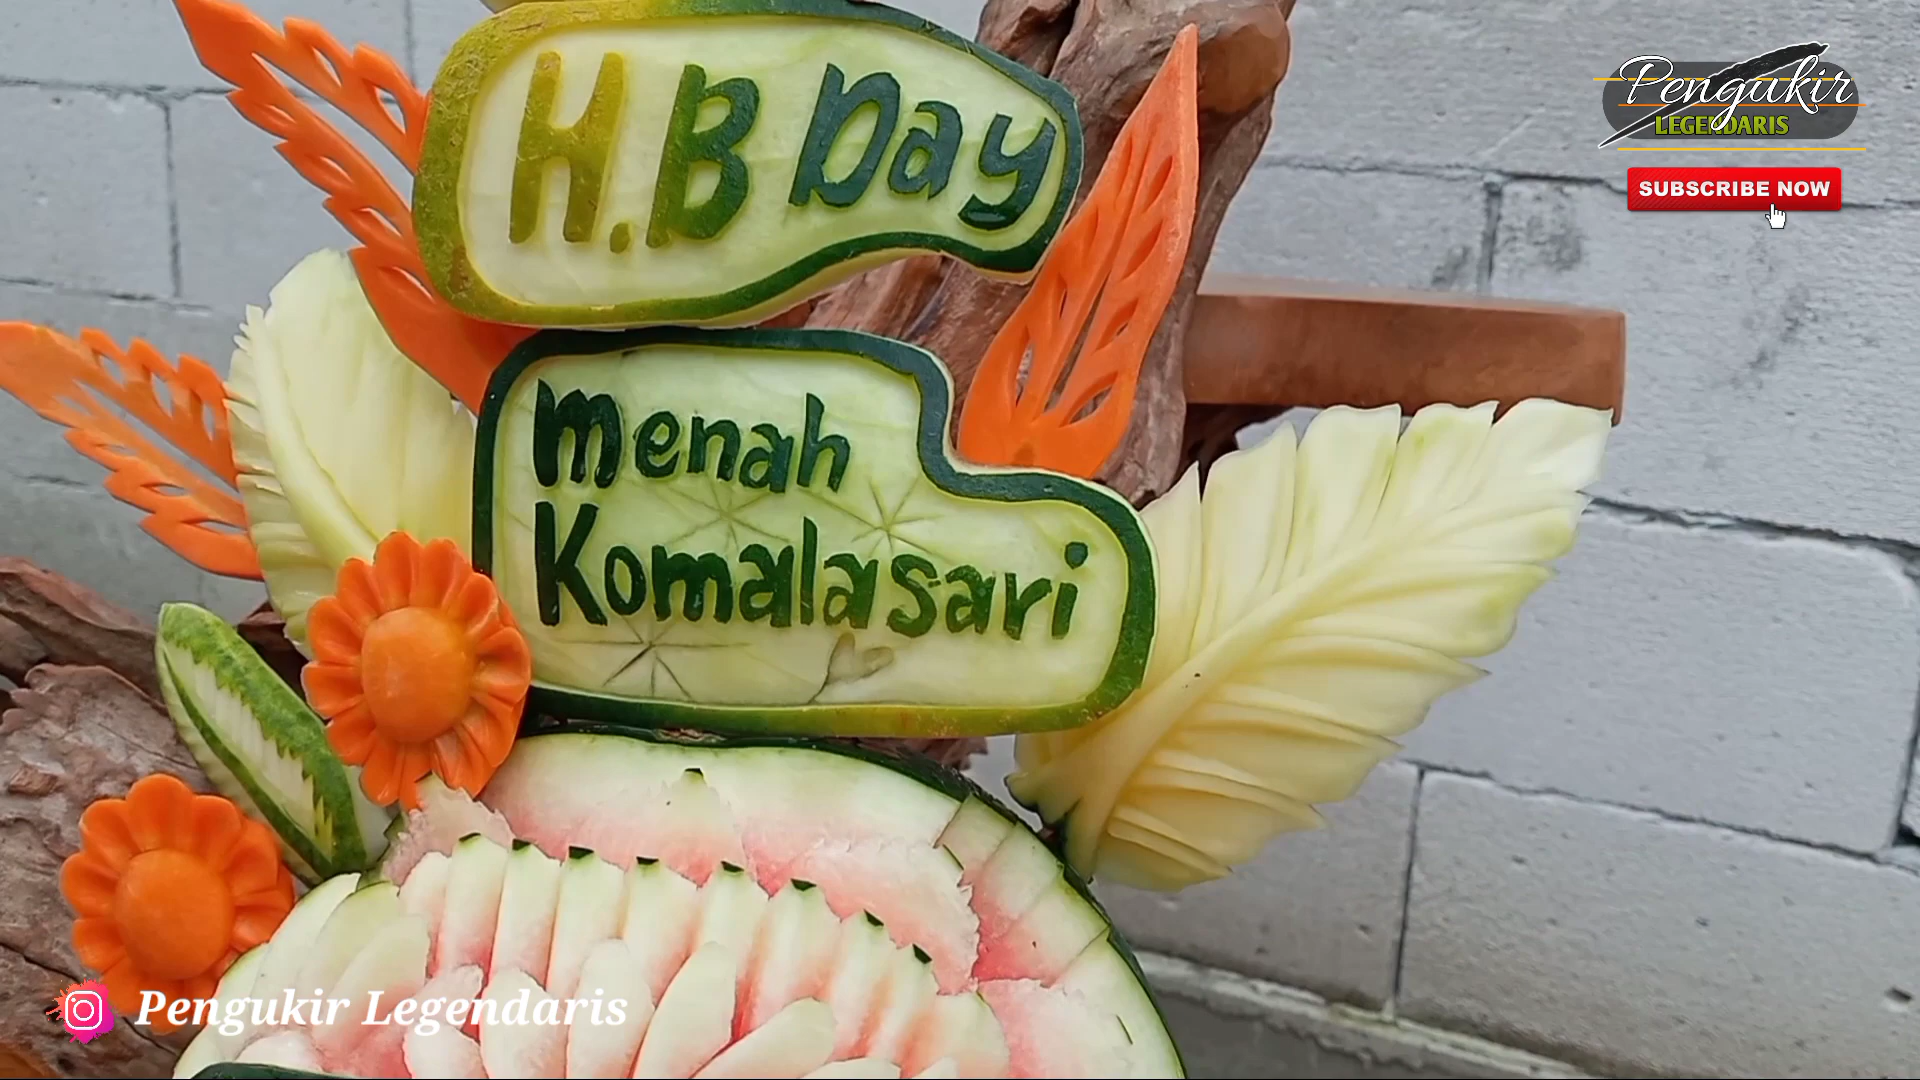 H.B Day
Menah
Komalasari
Pengukir
LEGENDARIS
SUBSCRIBE NOW
Pengukir Legendaris